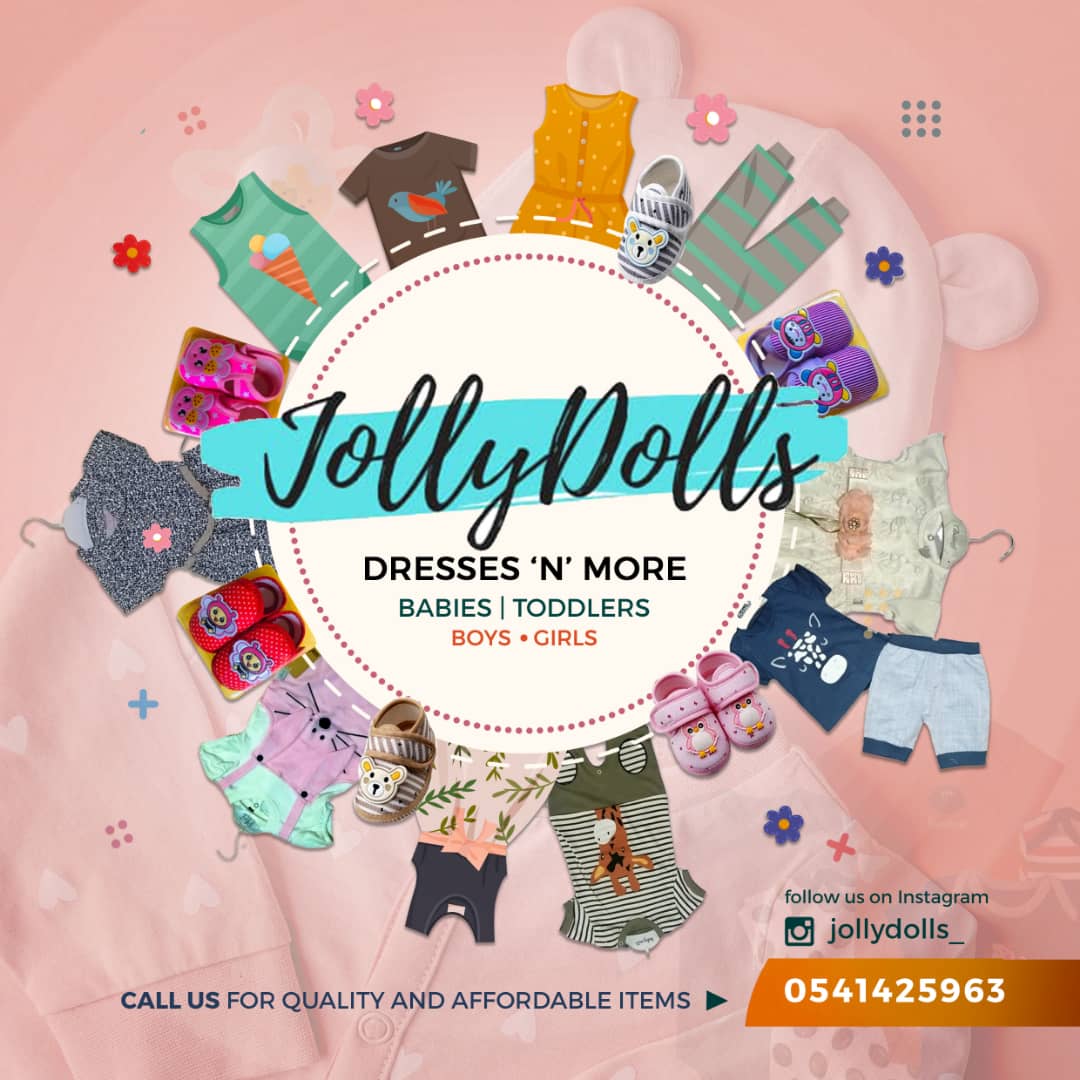 JollyDolls
DRESSES ‘N’ MORE
BABIES | TODDLERS
BOYS • GIRLS
follow us on Instagram
jollydolls_
CALL US FOR QUALITY AND AFFORDABLE ITEMS
0541425963